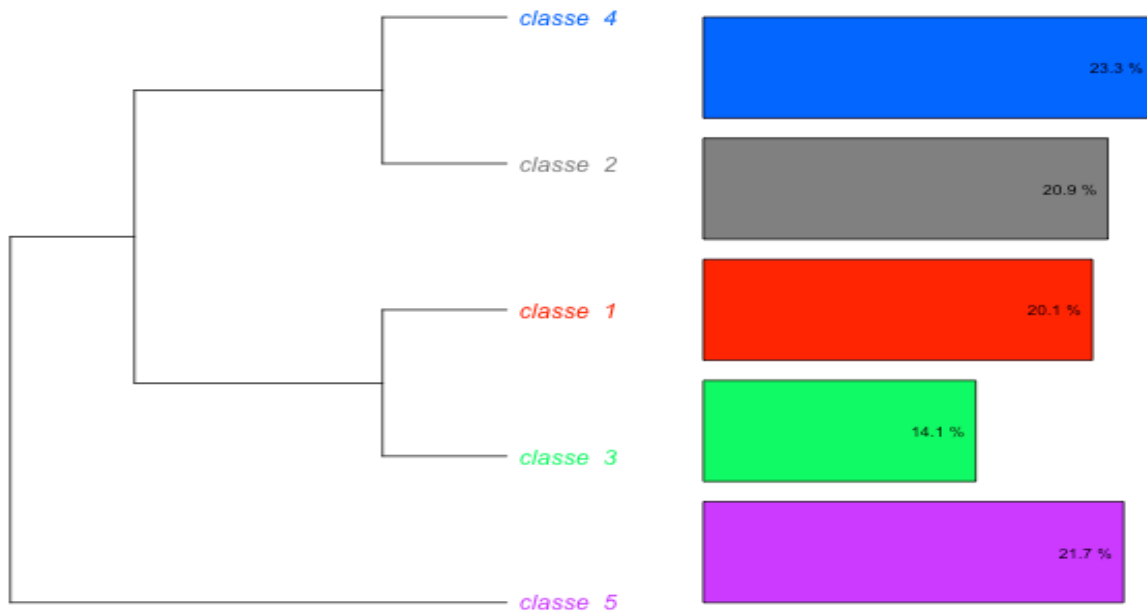 classe 4
23.3 %
classe 2
20.9 %
classe 1
20.1 %
classe 3
14.1 %
classe 5
21.7 %